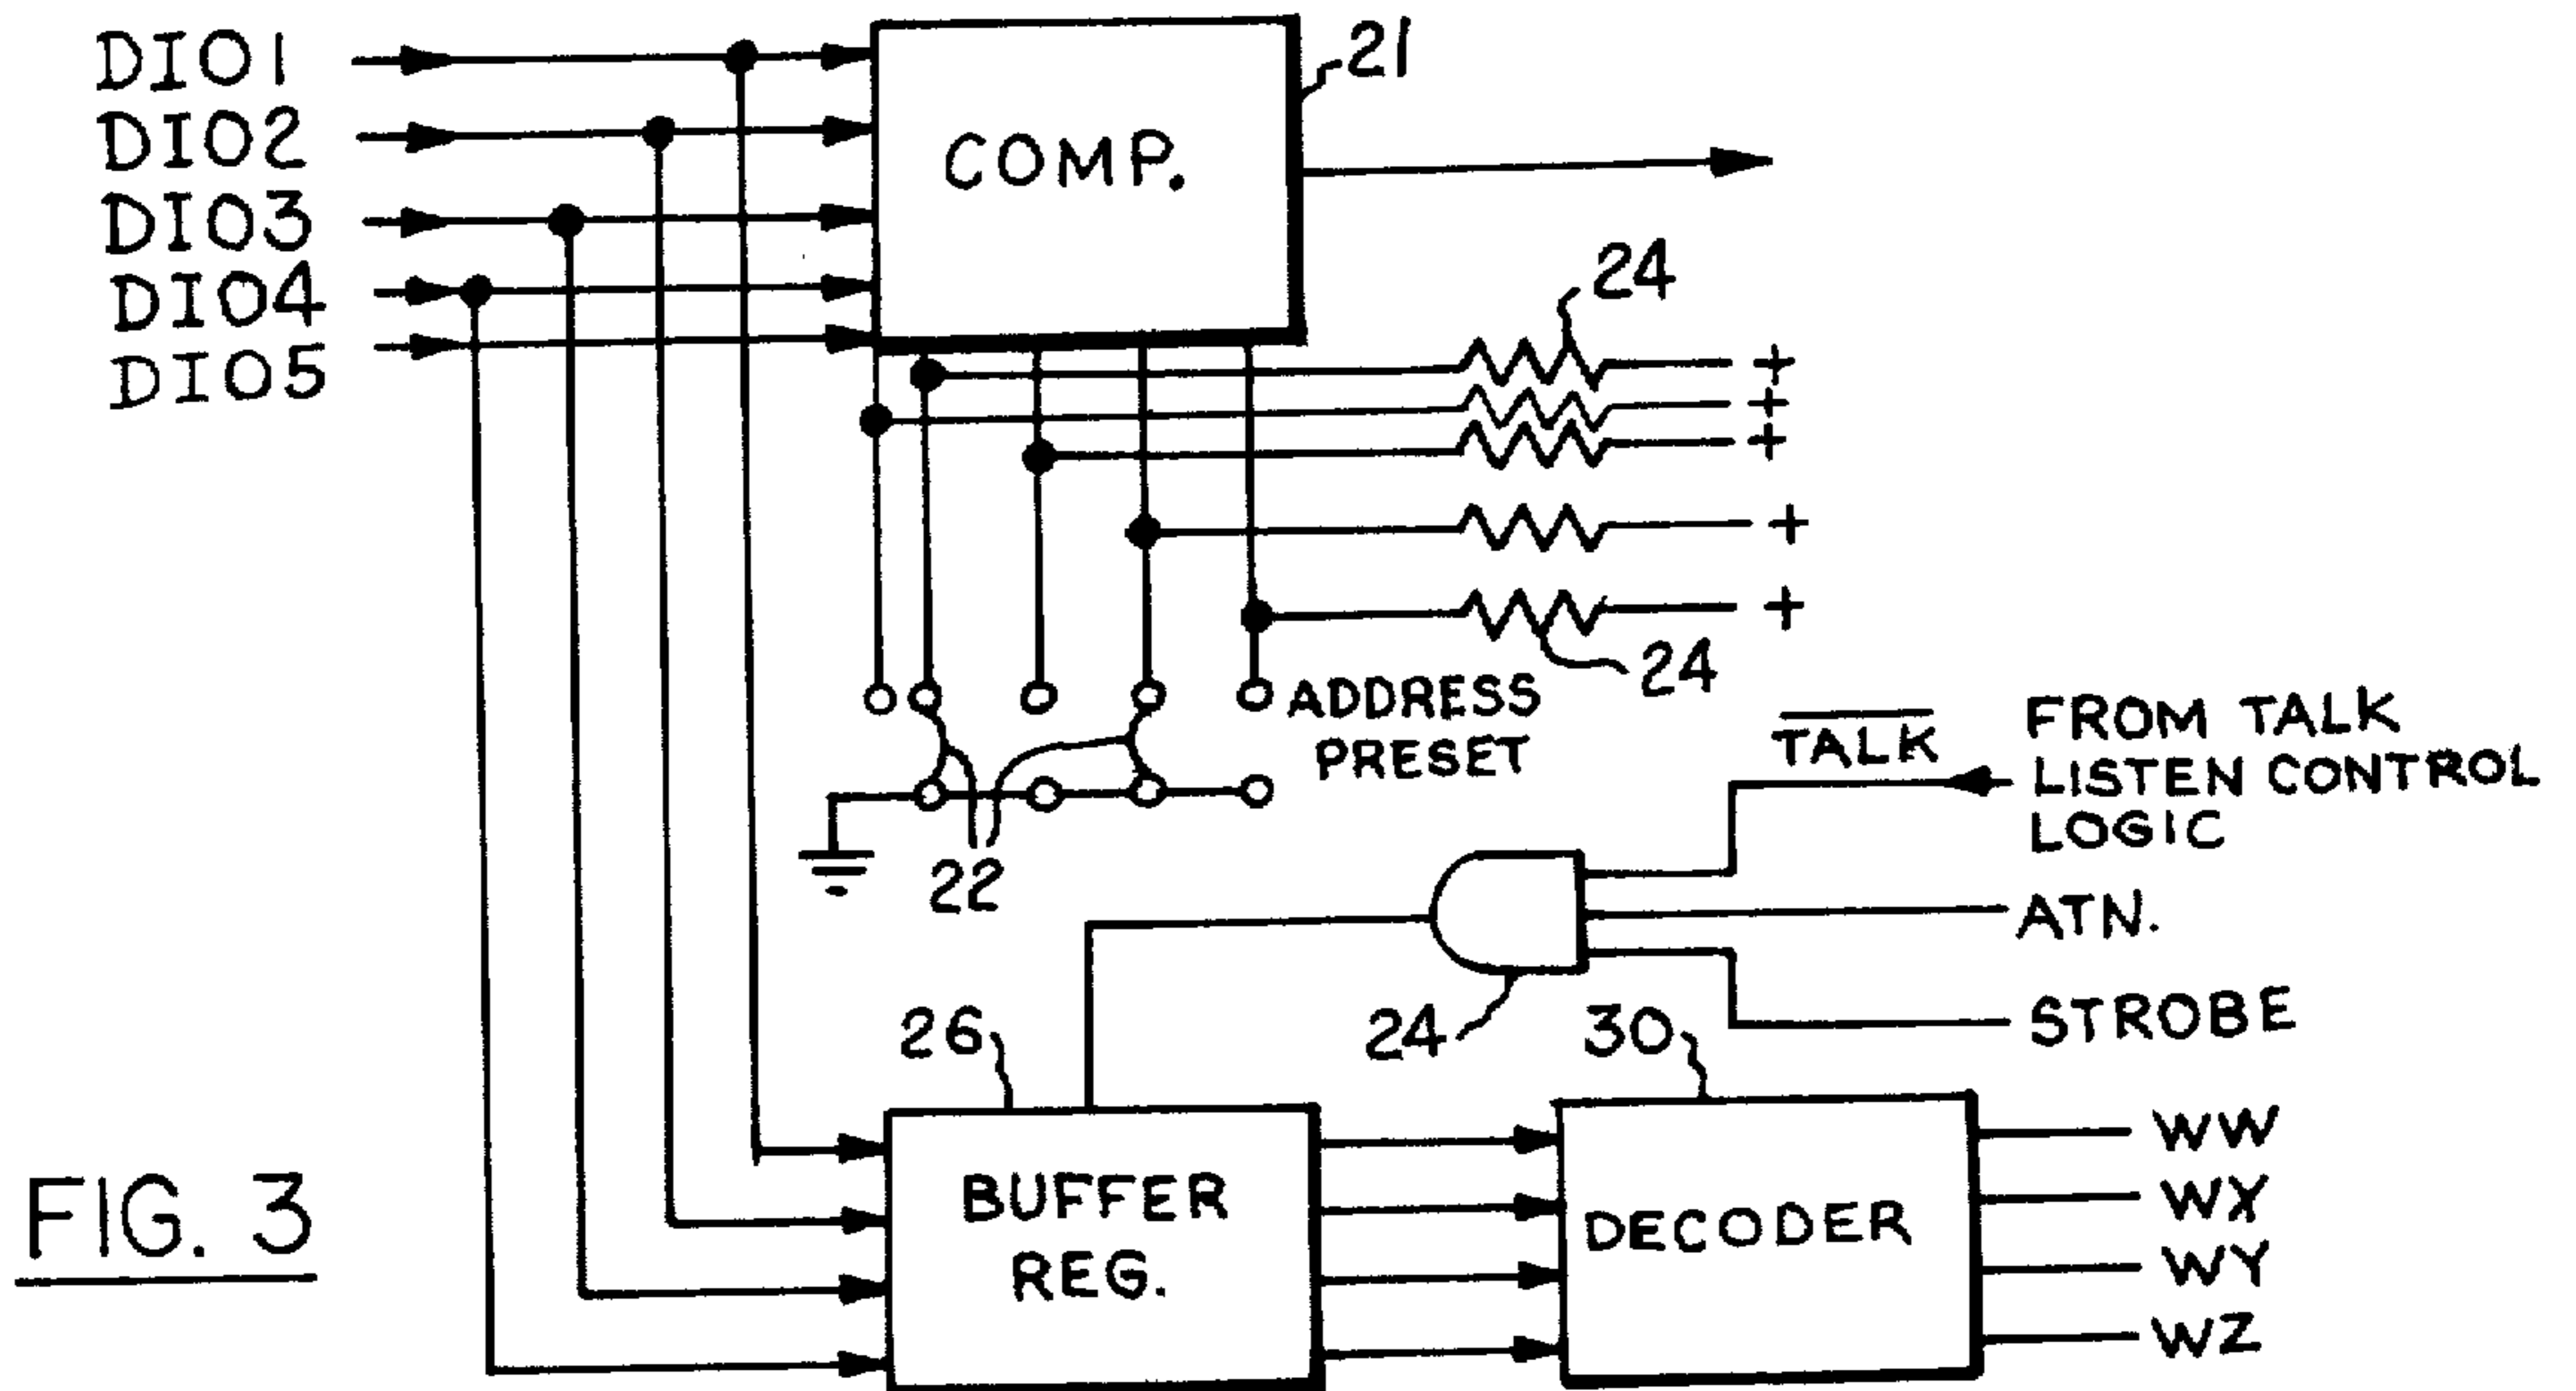 DIO1
DIO2
DIO3
DIO4
DIO5
COMP.
21
24
+
+
+
+
+
24
ADDRESS
PRESET
22
TALK
FROM TALK
LISTEN CONTROL
LOGIC
ATN.
STROBE
24
26
30
BUFFER
REG.
DECODER
WW
WX
WY
WZ
FIG. 3